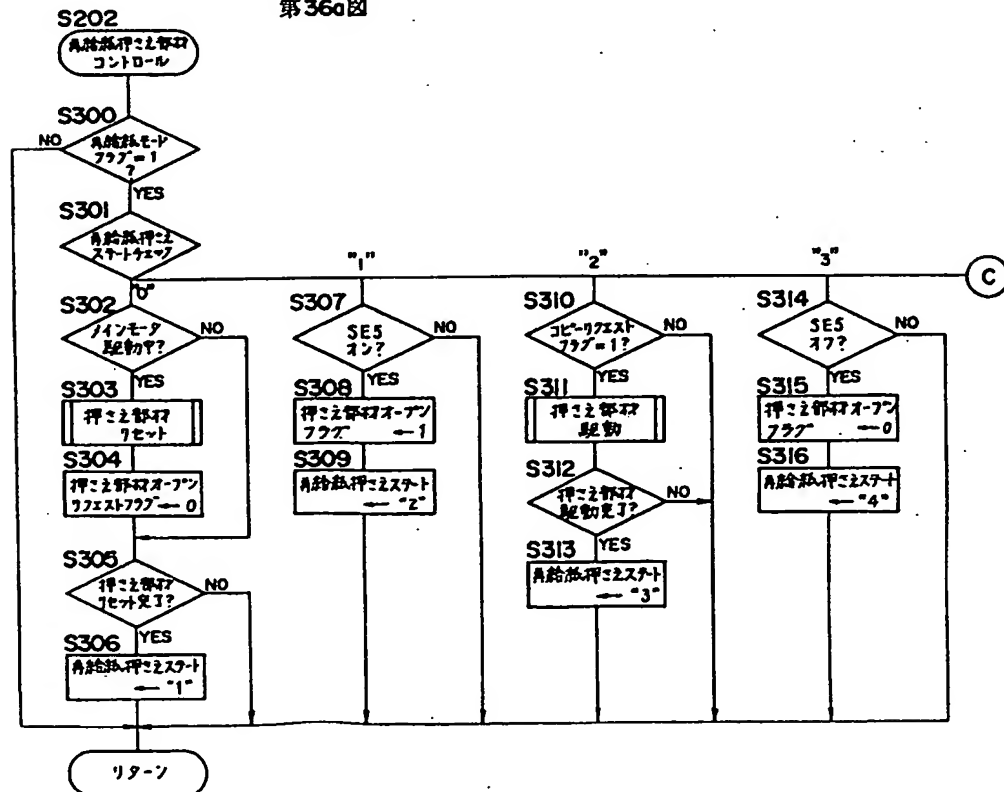 第36a図
S202
再給紙押さえ部材
コントロール
S300
再給紙モード
フラグ=1
?
NO
YES
S301
再給紙押さえ
ステートチェック
"0"
"1"
"2"
"3"
C
S302
メインモータ
駆動中?
NO
YES
S303
押さえ部材
リセット
S304
押さえ部材オープン
リクエストフラグ←0
S305
押さえ部材
リセット完了?
NO
YES
S306
再給紙押さえステート
←"1"
S307
SE5
オン?
NO
YES
S308
押さえ部材オープン
フラグ ←1
S309
再給紙押さえステート
←"2"
S310
コピーリクエスト
フラグ=1?
NO
YES
S311
押さえ部材
駆動
S312
押さえ部材
駆動完了?
NO
YES
S313
再給紙押さえステート
←"3"
S314
SE5
オフ?
NO
YES
S315
押さえ部材オープン
フラグ ←0
S316
再給紙押さえステート
←"4"
リターン